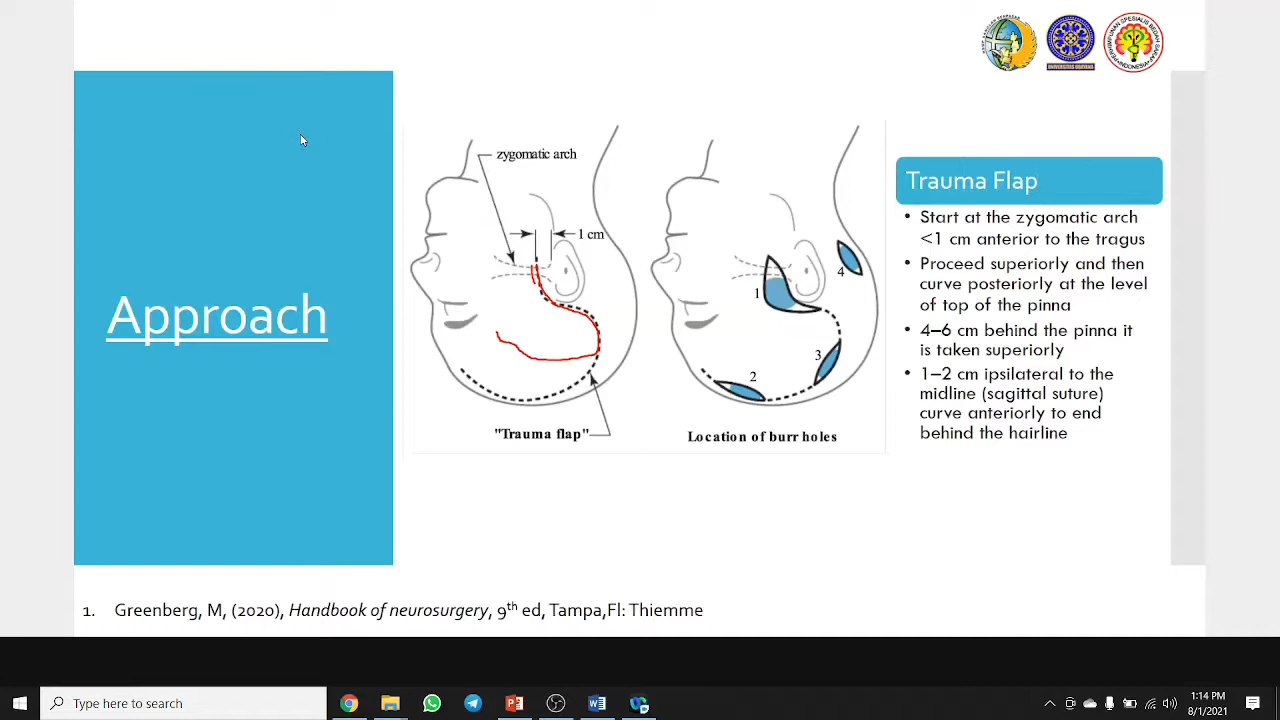 UNIVERSITAS UDAYANA
Approach
zygomatic arch
1 cm
"Trauma flap"
1
2
3
4
Location of burr holes
Trauma Flap
• Start at the zygomatic arch
<1 cm anterior to the tragus
• Proceed superiorly and then
curve posteriorly at the level
of top of the pinna
• 4–6 cm behind the pinna it
is taken superiorly
• 1–2 cm ipsilateral to the
midline (sagittal suture)
curve anteriorly to end
behind the hairline
1. Greenberg, M, (2020), Handbook of neurosurgery, 9th ed, Tampa,Fl: Thiemme
Type here to search
1:14 PM
8/1/2021